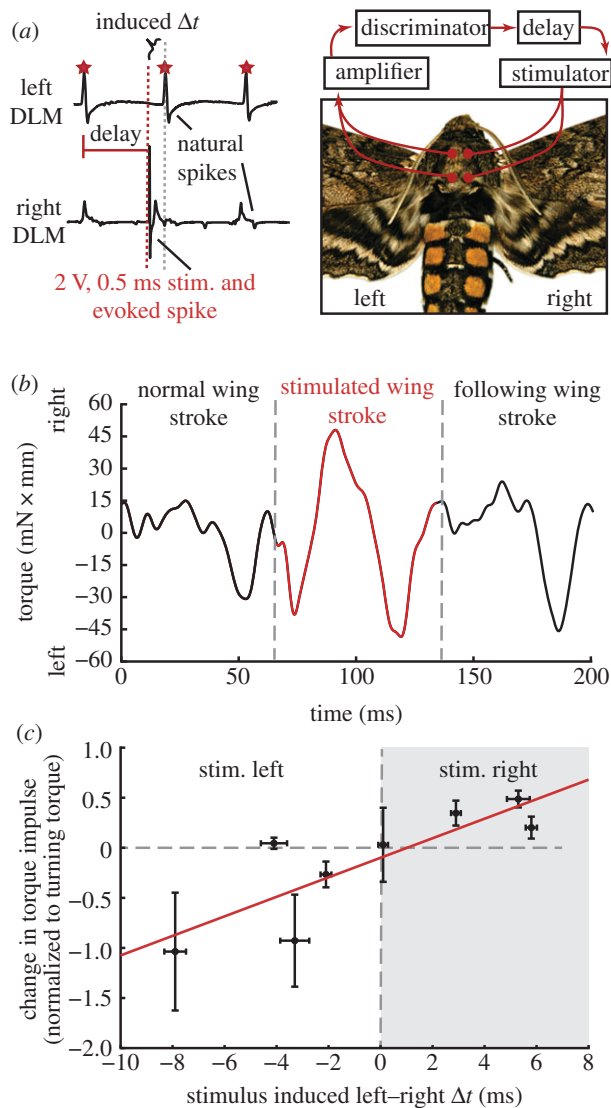 (a)
induced Δt
left
DLM
delay
natural
spikes
right
DLM
2 V, 0.5 ms stim. and
evoked spike
discriminator
delay
amplifier
stimulator
left
right
(b)
normal wing
stroke
stimulated wing
stroke
following wing
stroke
right
torque (mN × mm)
left
60
45
30
15
0
−15
−30
−45
−60
0
50
100
150
200
time (ms)
(c)
stim. left
stim. right
change in torque impulse
(normalized to turning torque)
1.0
0.5
0
−0.5
−1.0
−1.5
−2.0
−10
−8
−6
−4
−2
0
2
4
6
8
stimulus induced left–right Δt (ms)